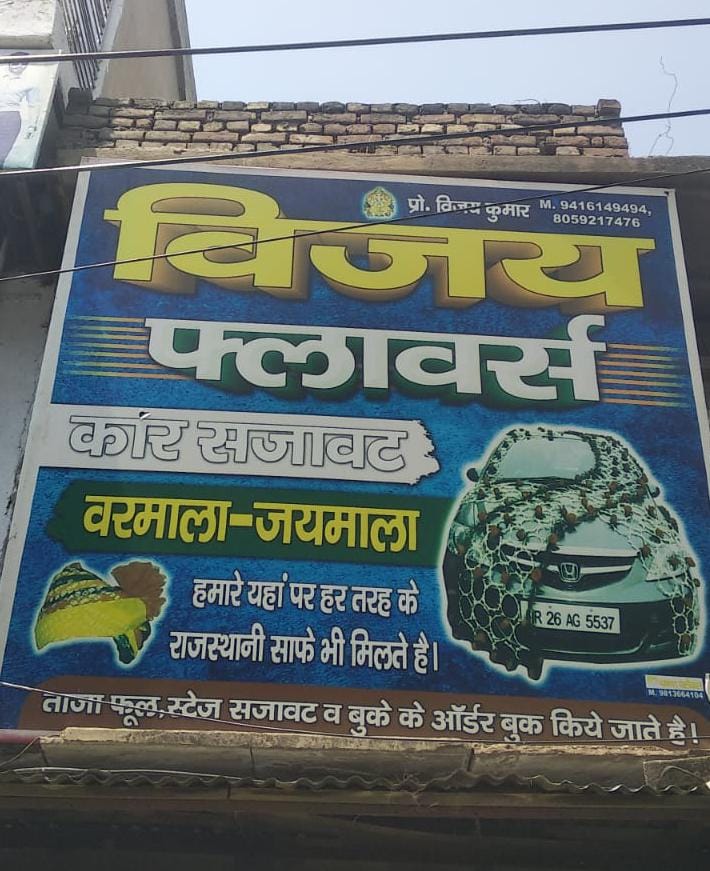 प्रो. विजय कुमार M. 9416149494,
8059217476
विजय
फ्लावर्स
कार सजावट
वरमाला-जयमाला
हमारे यहां पर हर तरह के
राजस्थानी साफे भी मिलते है।
HR 26 AG 5537
M. 9813664104
ताजा फूल,स्टेज सजावट व बुके के ऑर्डर बुक किये जाते है!